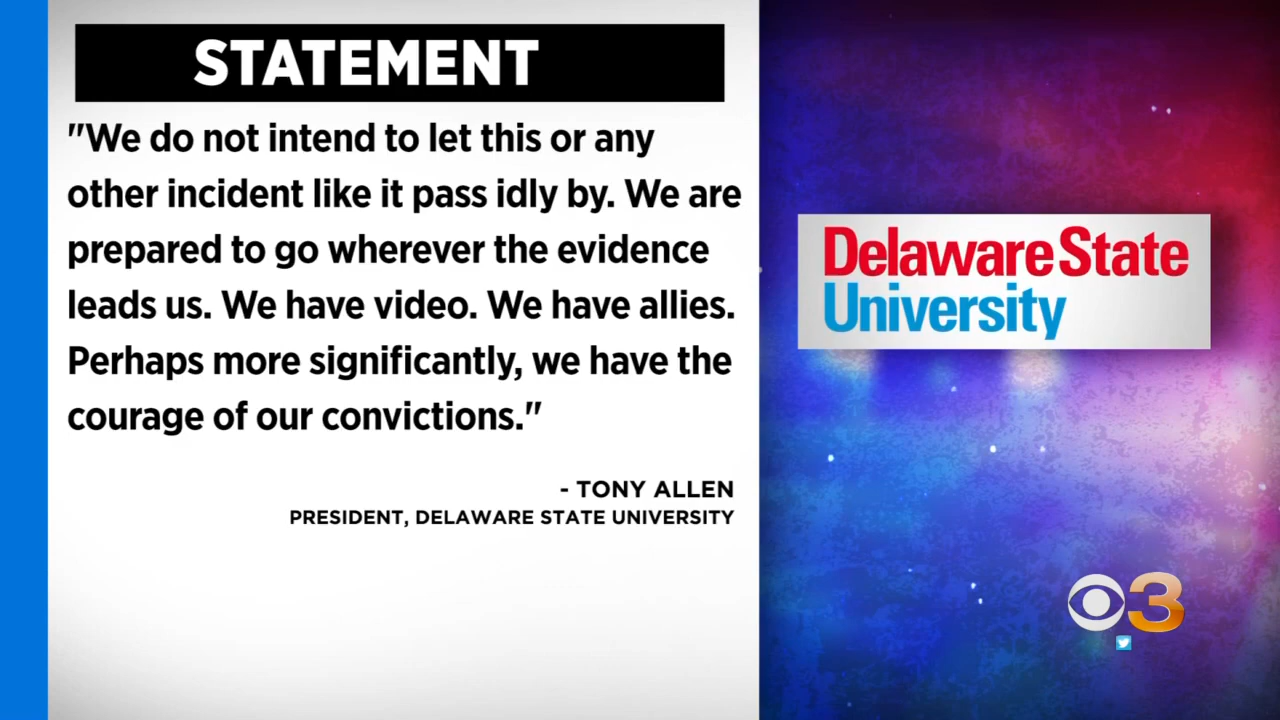 STATEMENT
"We do not intend to let this or any
other incident like it pass idly by. We are
prepared to go wherever the evidence
leads us. We have video. We have allies.
Perhaps more significantly, we have the
courage of our convictions."
- TONY ALLEN
PRESIDENT, DELAWARE STATE UNIVERSITY
Delaware State
University
3